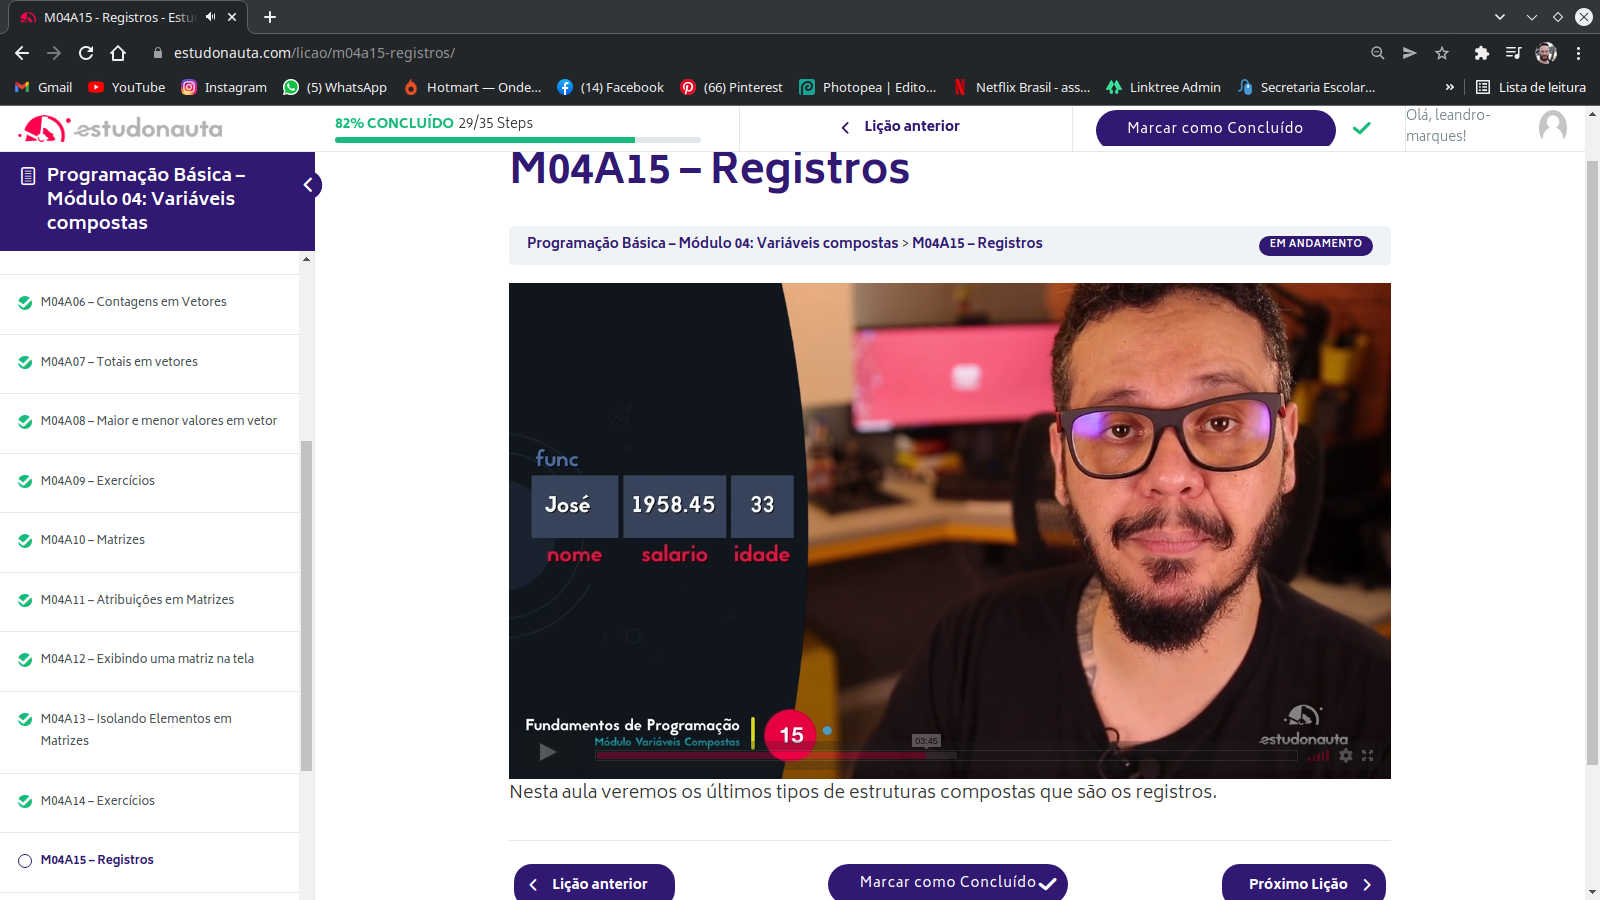 M04A15 - Registros - Estu
estudonauta.com/licao/m04a15-registros/
Gmail
YouTube
Instagram
(5) WhatsApp
Hotmart — Onde...
(14) Facebook
(66) Pinterest
Photopea | Edito...
Netflix Brasil - ass...
Linktree Admin
Secretaria Escolar...
»
Lista de leitura
estudonauta
82% CONCLUÍDO 29/35 Steps
Lição anterior
Marcar como Concluído
Olá, leandro-
marques!
Programação Básica –
Módulo 04: Variáveis
compostas
M04A06 – Contagens em Vetores
M04A07 – Totais em vetores
M04A08 – Maior e menor valores em vetor
M04A09 – Exercícios
M04A10 – Matrizes
M04A11 – Atribuições em Matrizes
M04A12 – Exibindo uma matriz na tela
M04A13 – Isolando Elementos em
Matrizes
M04A14 – Exercícios
M04A15 – Registros
M04A15 – Registros
Programação Básica – Módulo 04: Variáveis compostas > M04A15 – Registros
EM ANDAMENTO
func
José 1958.45 33
nome salario idade
Fundamentos de Programação
Módulo Variáveis Compostas
15
03:45
estudonauta
Nesta aula veremos os últimos tipos de estruturas compostas que são os registros.
Lição anterior
Marcar como Concluído
Próximo Lição